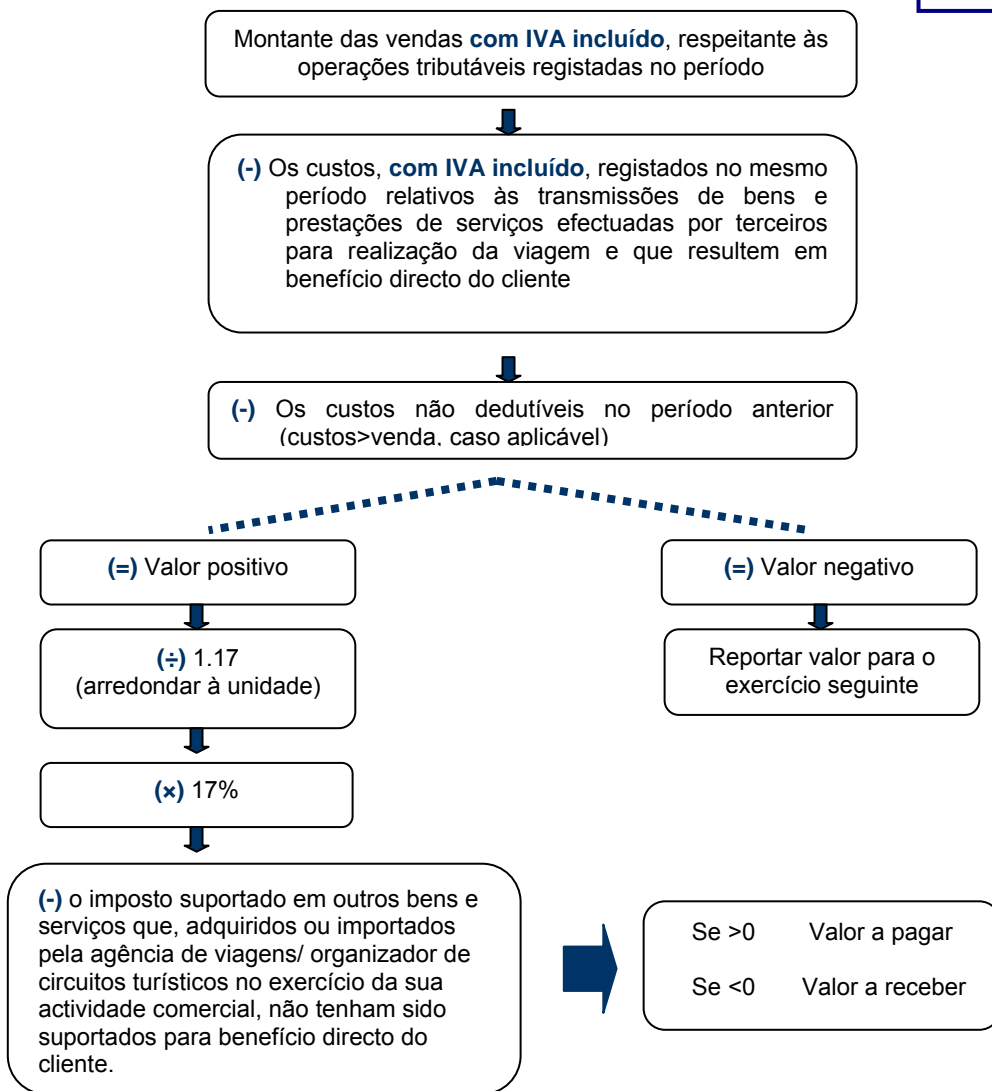 Montante das vendas com IVA incluído, respeitante às
operações tributáveis registadas no período
(-) Os custos, com IVA incluído, registados no mesmo
período relativos às transmissões de bens e
prestações de serviços efectuadas por terceiros
para realização da viagem e que resultem em
benefício directo do cliente
(-) Os custos não dedutíveis no período anterior
(custos>venda, caso aplicável)
(=) Valor positivo
(=) Valor negativo
(÷) 1.17
(arredondar à unidade)
Reportar valor para o
exercício seguinte
(×) 17%
(-) o imposto suportado em outros bens e
serviços que, adquiridos ou importados
pela agência de viagens/ organizador de
circuitos turísticos no exercício da sua
actividade comercial, não tenham sido
suportados para benefício directo do
cliente.
Se >0 Valor a pagar
Se <0 Valor a receber